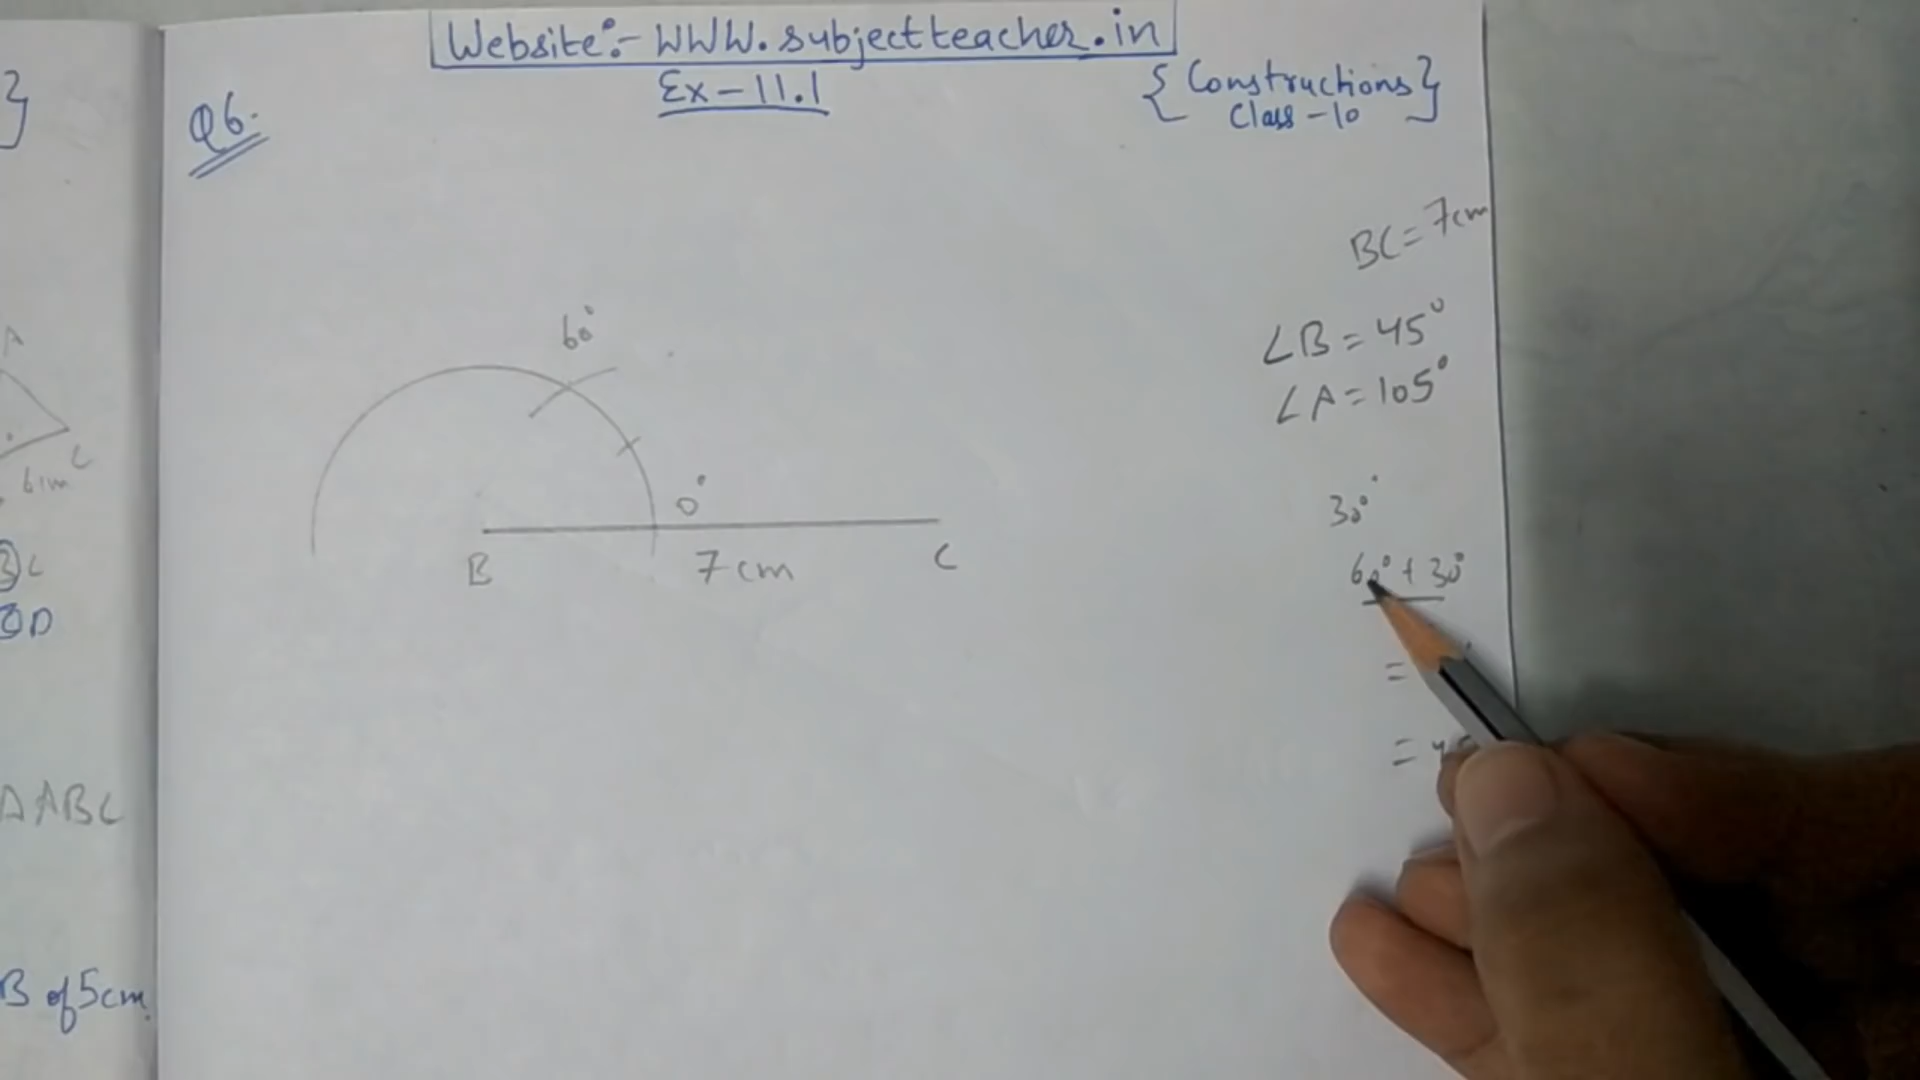 Website:- WWW.subjectteacher.in
Ex-11.1
{Constructions}
Class-10
}
Q6.
BC=7cm
∠B=45°
∠A=105°
60°
0°
B
7cm
C
30°
60°+30°
=
=
A
C
6cm
ΔABC
B of 5cm